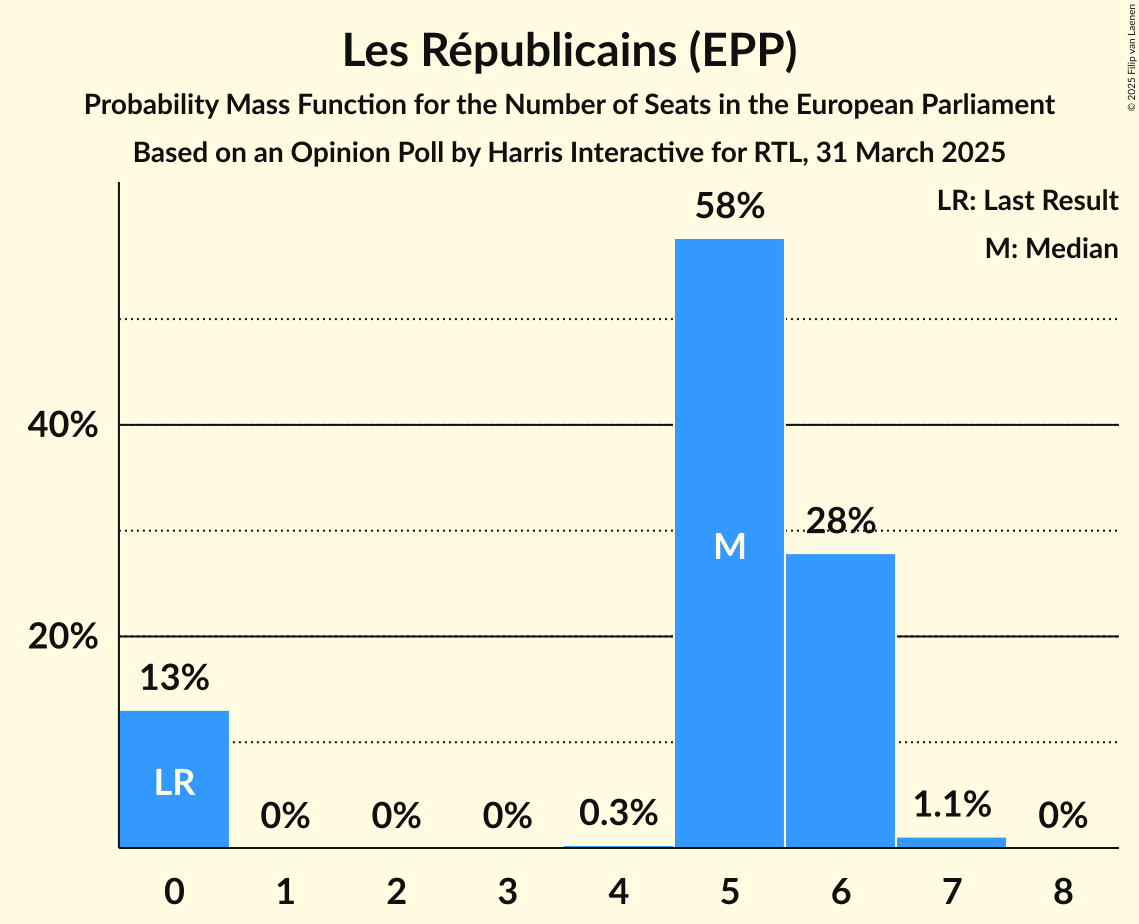 Les Républicains (EPP)
Probability Mass Function for the Number of Seats in the European Parliament
Based on an Opinion Poll by Harris Interactive for RTL, 31 March 2025
© 2025 Filip van Laenen
LR: Last Result
M: Median
58%
40%
28%
M
20%
13%
LR
0%
0%
0%
0.3%
1.1%
0%
0 1 2 3 4 5 6 7 8